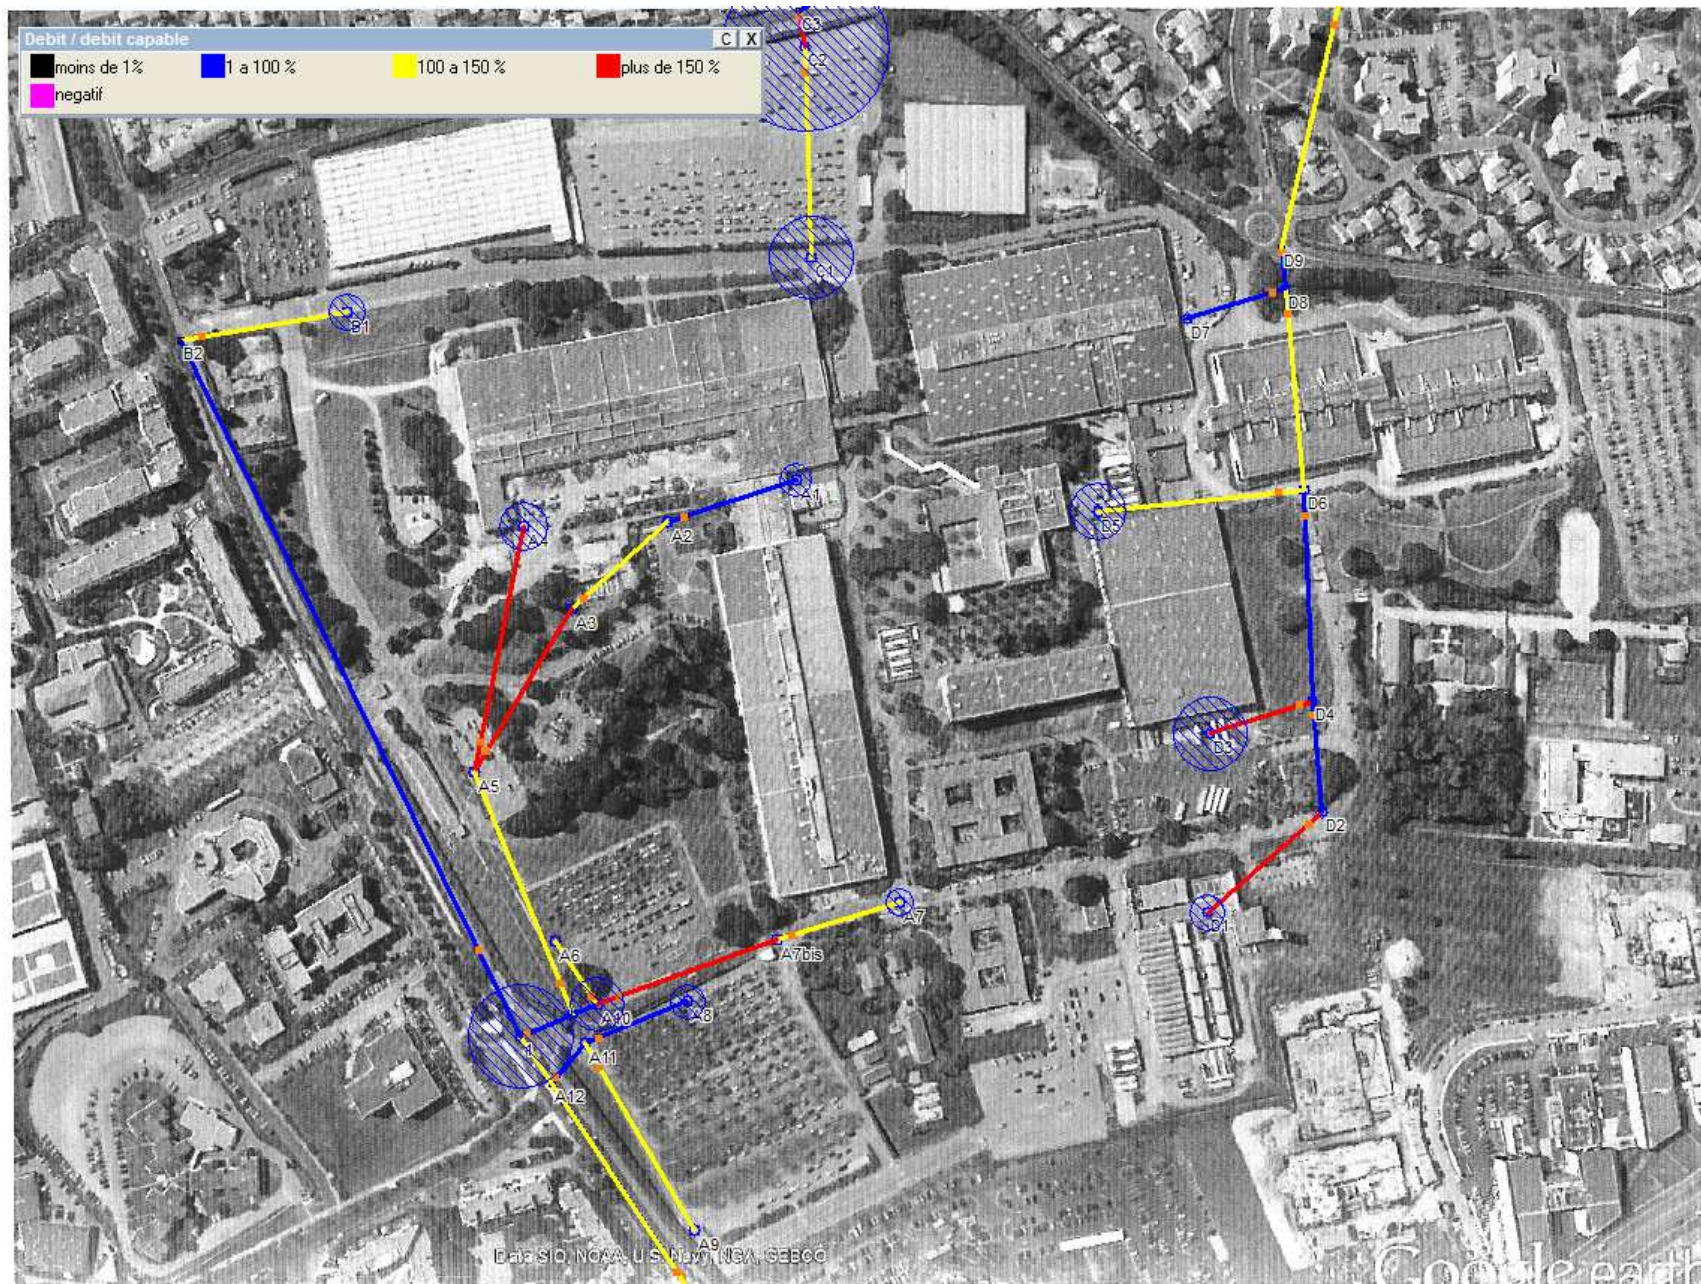 Debit / debit capable C X
moins de 1% 1 a 100 % 100 a 150 % plus de 150 %
negatif
C3
C2
C1
D9
D8
D7
B1
B2
A1
A2
A3
A4
D5
D6
D4
D3
D2
D1
A5
A6
A7
A7bis
A8
A10
1
A11
A12
A9
Data SIO, NOAA, U.S. Navy, NGA, GEBCO
Google earth